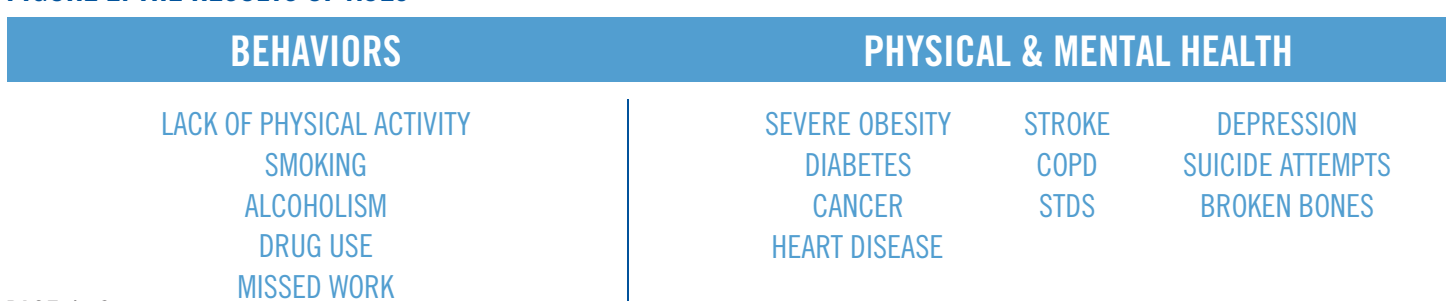 BEHAVIORS
LACK OF PHYSICAL ACTIVITY
SMOKING
ALCOHOLISM
DRUG USE
MISSED WORK
PHYSICAL & MENTAL HEALTH
SEVERE OBESITY
DIABETES
CANCER
HEART DISEASE
STROKE
COPD
STDS
DEPRESSION
SUICIDE ATTEMPTS
BROKEN BONES